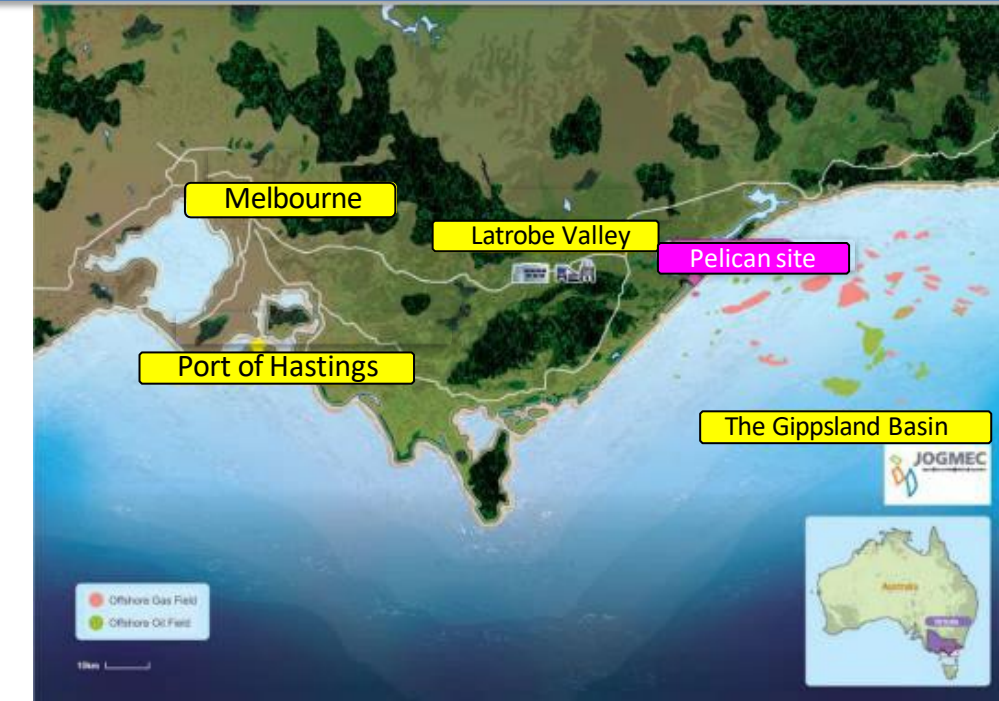 Melbourne
Latrobe Valley
Pelican site
Port of Hastings
The Gippsland Basin
JOGMEC
Australia
Offshore Gas Field
Offshore Oil Field
10km